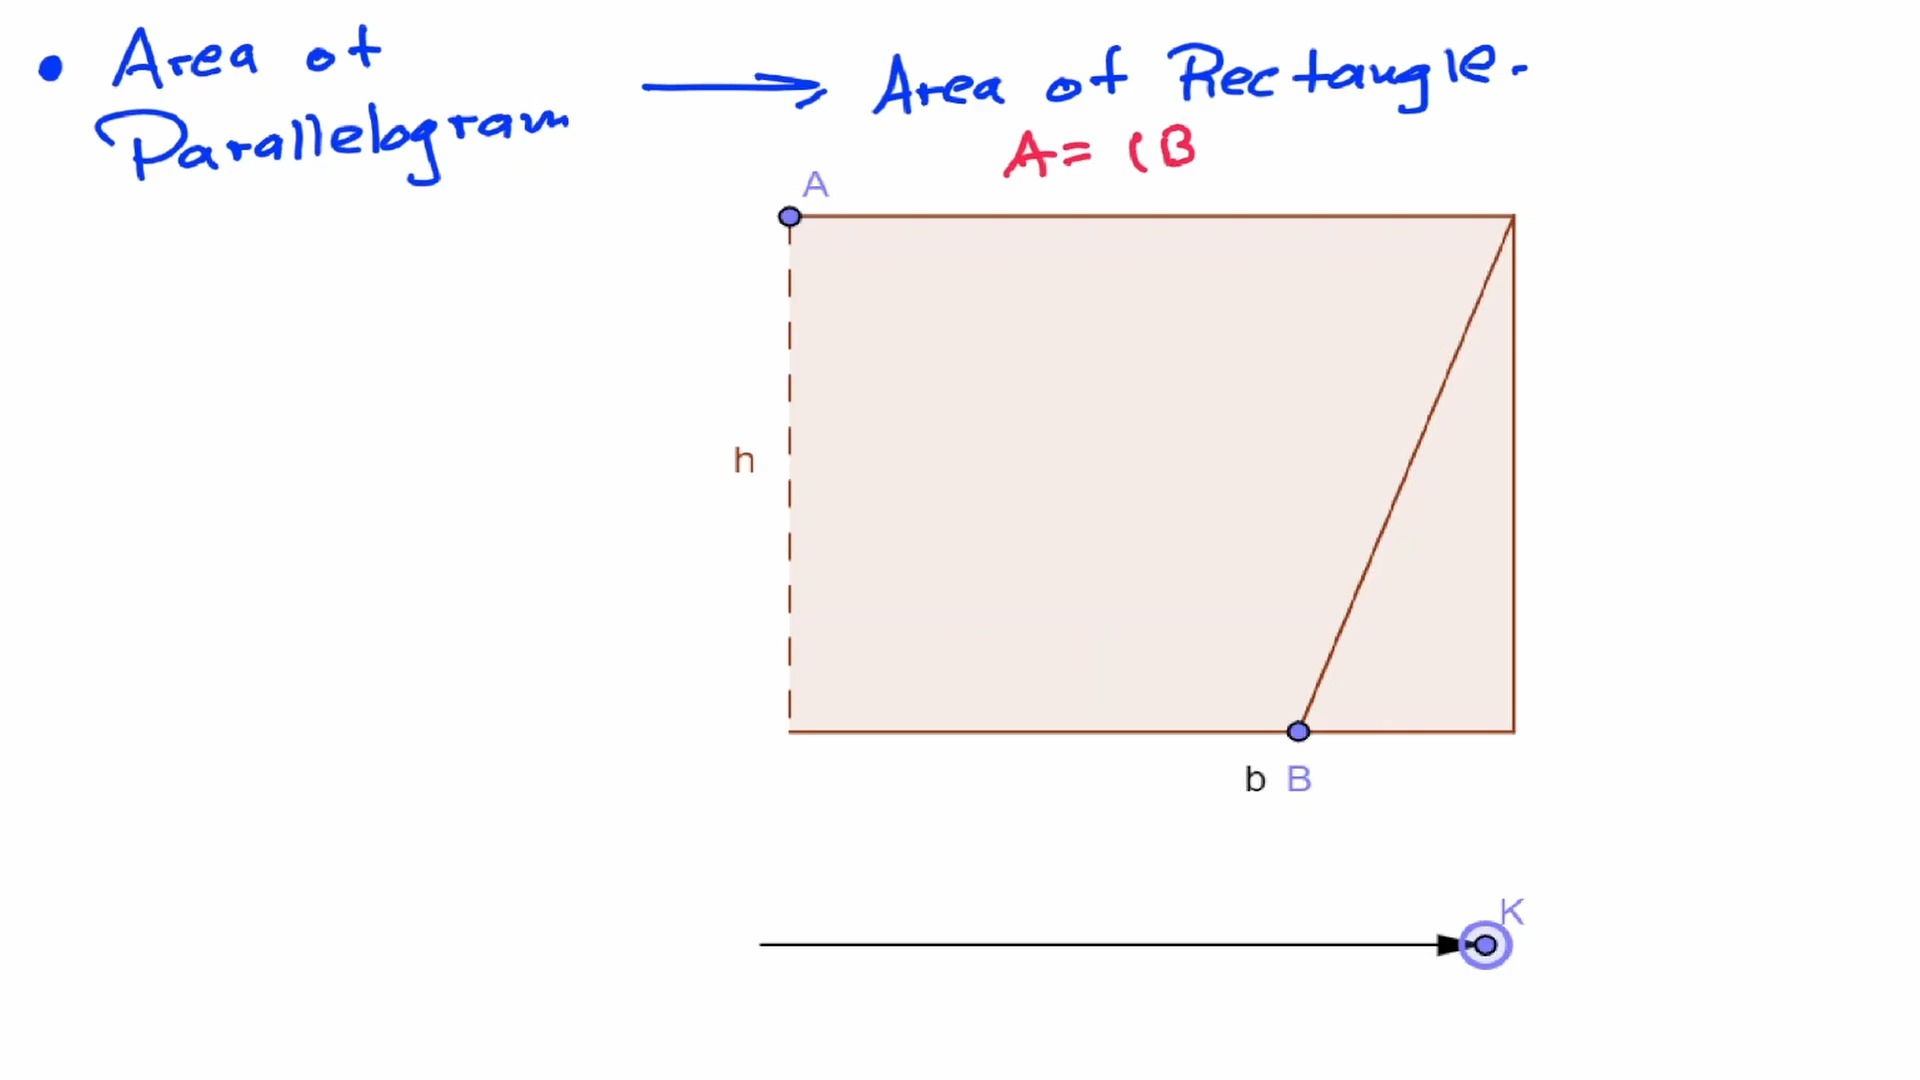 • Area of
Parallelogram
Area of Rectangle.
A= (B
A
h
b B
K